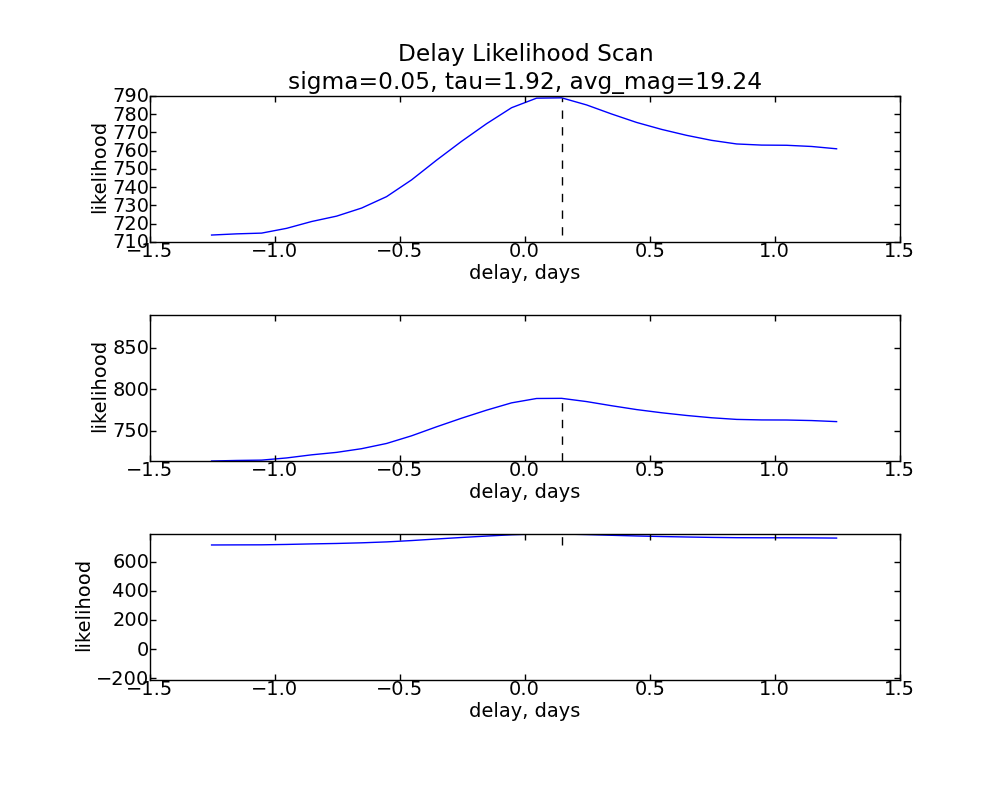 Delay Likelihood Scan
sigma=0.05, tau=1.92, avg_mag=19.24
790
780
770
760
750
740
730
720
710
likelihood
−1.5 −1.0 −0.5 0.0 0.5 1.0 1.5
delay, days
850
800
750
likelihood
−1.5 −1.0 −0.5 0.0 0.5 1.0 1.5
delay, days
600
400
200
0
−200
likelihood
−1.5 −1.0 −0.5 0.0 0.5 1.0 1.5
delay, days